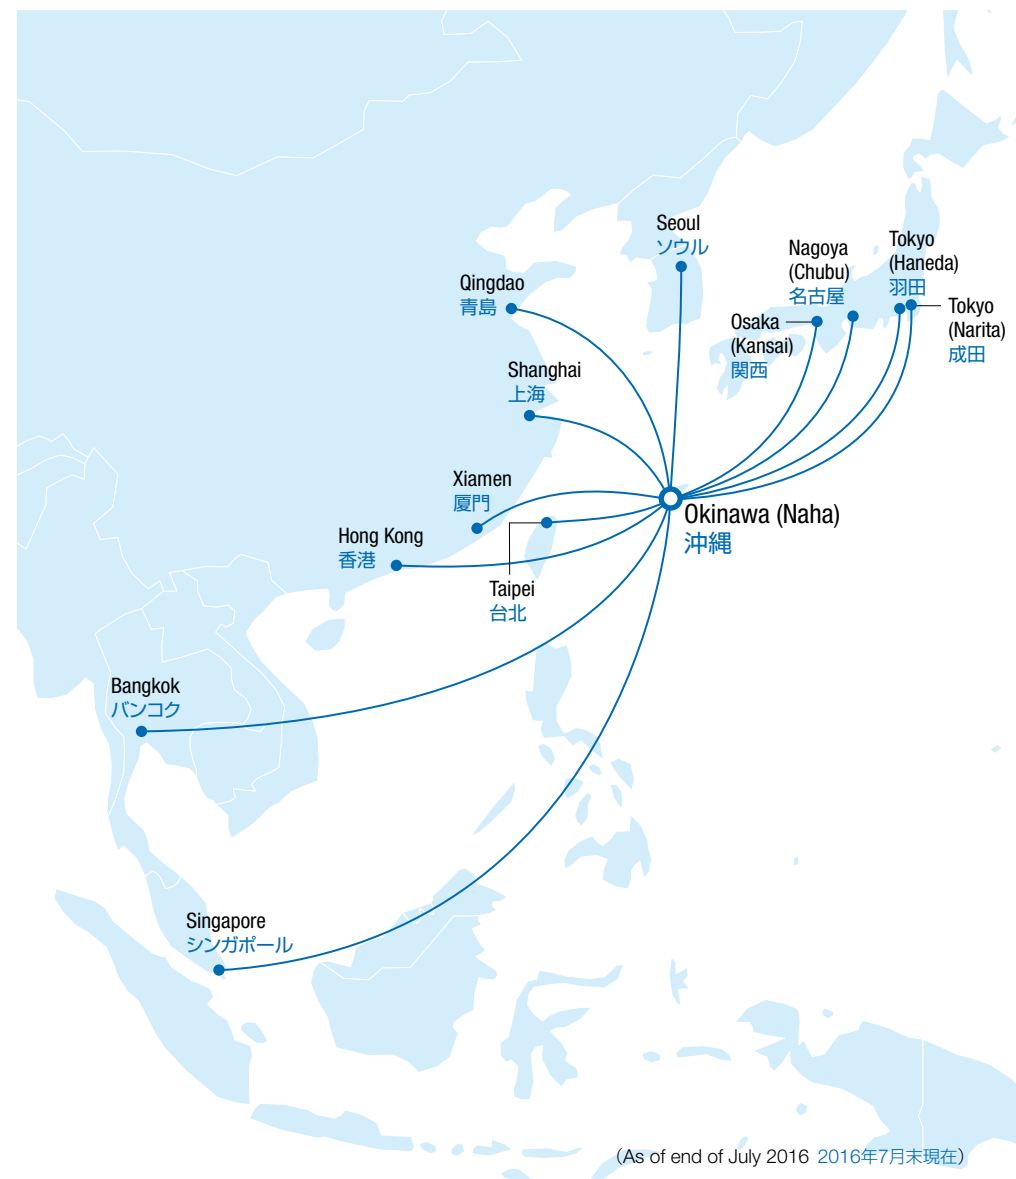 Seoul
ソウル
Qingdao
青島
Nagoya
(Chubu)
名古屋
Tokyo
(Haneda)
羽田
Tokyo
(Narita)
成田
Osaka
(Kansai)
関西
Shanghai
上海
Xiamen
厦門
Hong Kong
香港
Okinawa (Naha)
沖縄
Taipei
台北
Bangkok
バンコク
Singapore
シンガポール
(As of end of July 2016 2016年7月末現在)